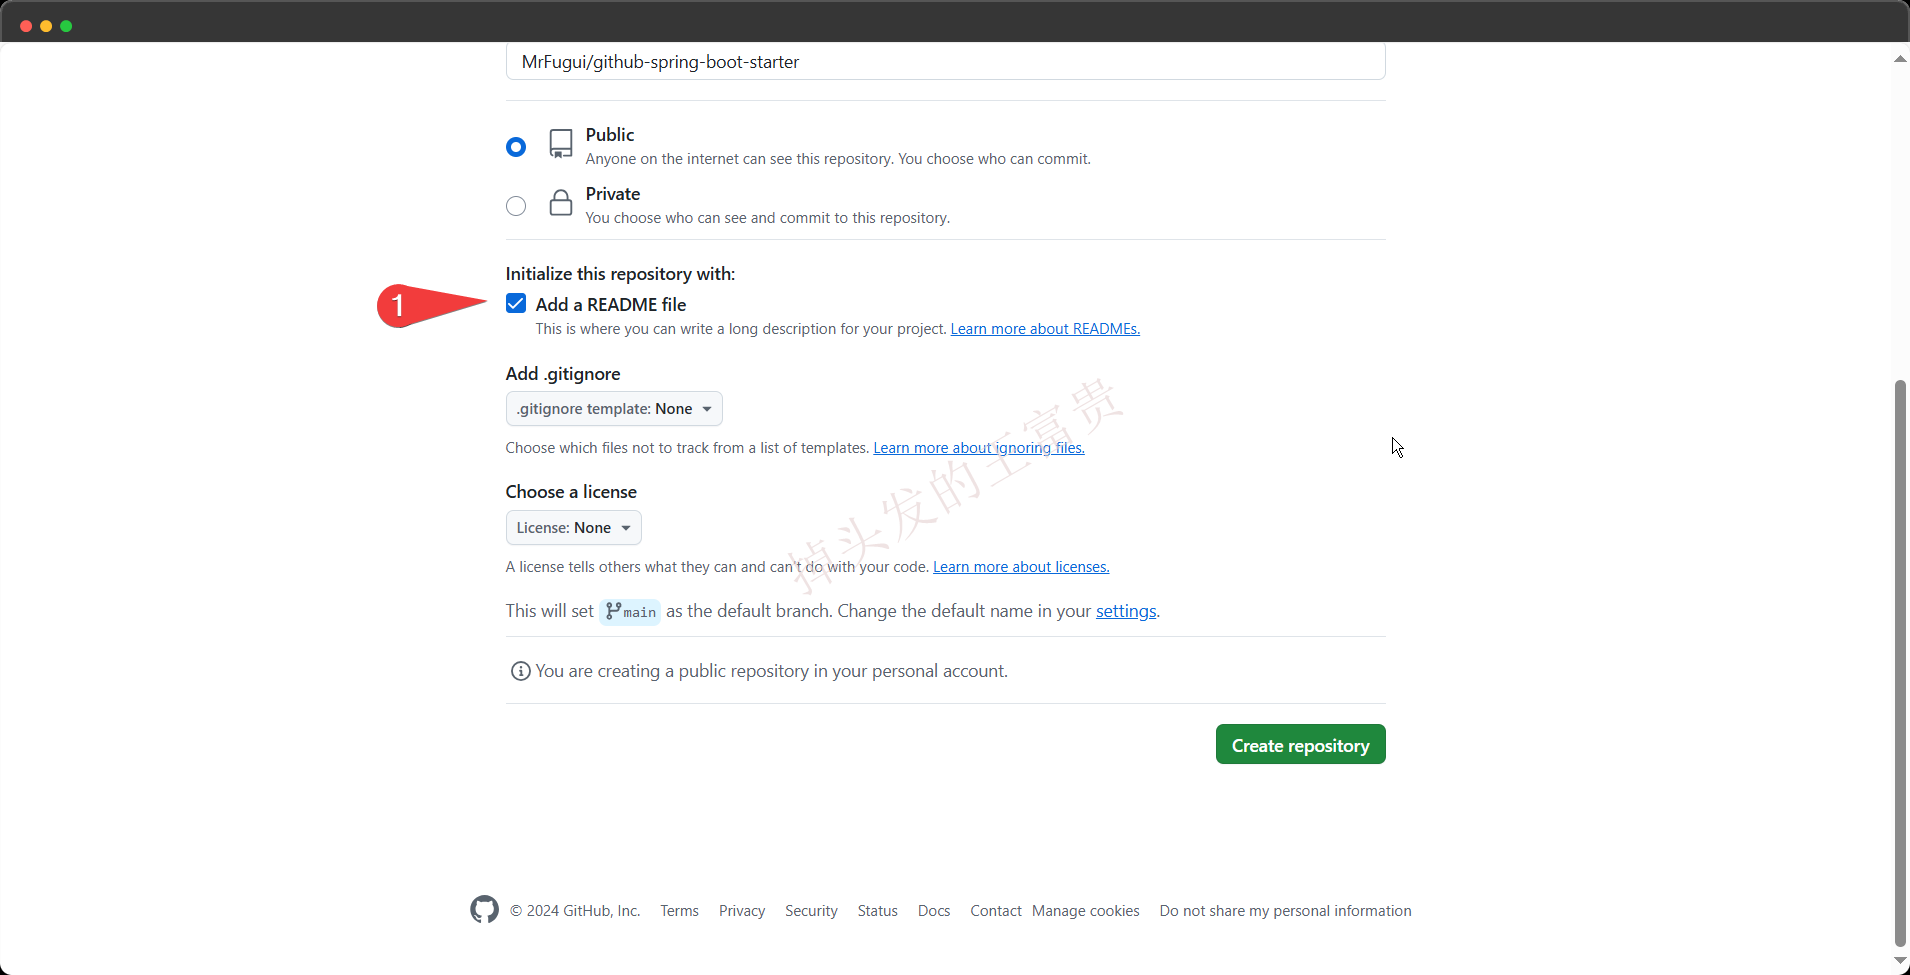 MrFugui/github-spring-boot-starter
Public
Anyone on the internet can see this repository. You choose who can commit.
Private
You choose who can see and commit to this repository.
Initialize this repository with:
1
Add a README file
This is where you can write a long description for your project. Learn more about READMEs.
Add .gitignore
.gitignore template: None
Choose which files not to track from a list of templates. Learn more about ignoring files.
Choose a license
License: None
A license tells others what they can and can't do with your code. Learn more about licenses.
掉头发的王富贵
This will set main as the default branch. Change the default name in your settings.
You are creating a public repository in your personal account.
Create repository
© 2024 GitHub, Inc. Terms Privacy Security Status Docs Contact Manage cookies Do not share my personal information